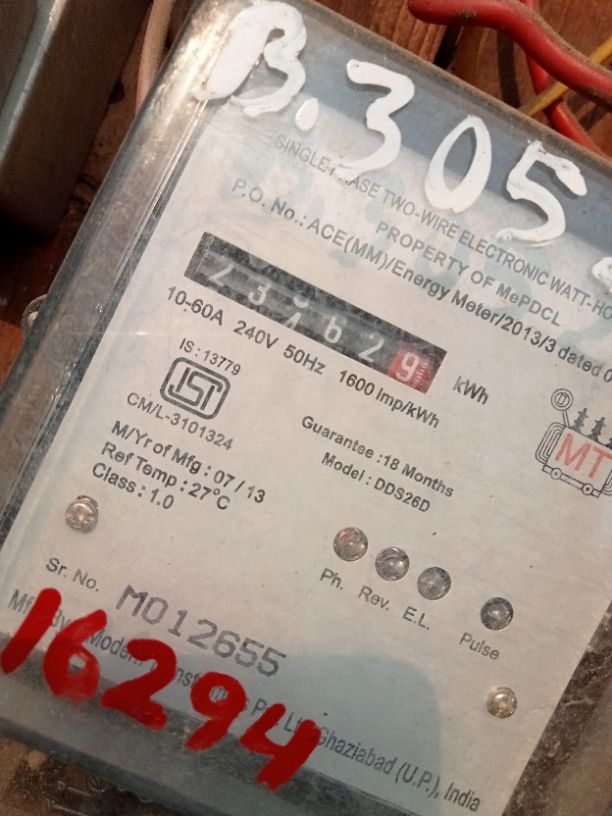 B.305
SINGLE PHASE TWO-WIRE ELECTRONIC
PROPERTY OF MePDCL
P.O. No.: ACE(MM)/Energy Meter/2013/3 dated
629
kWh
10-60A 240V 50Hz 1600 Imp/kWh
IS : 13779
ISI
CM/L-3101324
Guarantee :18 Months
Model : DDS26D
M/Yr of Mfg : 07 / 13
Ref Temp : 27°C
Class : 1.0
MT
Ph. Rev. E.L. Pulse
Sr. No. M012655
16294
Ghaziabad (U.P.), India